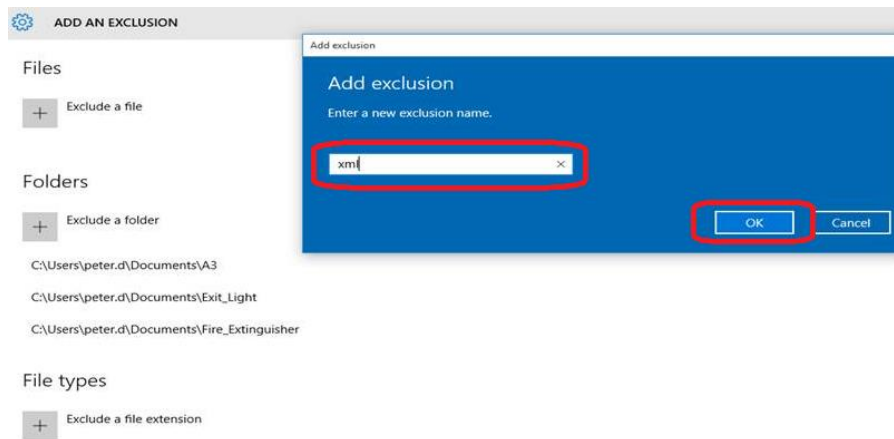 ADD AN EXCLUSION
Files
Exclude a file
Folders
Exclude a folder
C:\Users\peter.d\Documents\A3
C:\Users\peter.d\Documents\Exit_Light
C:\Users\peter.d\Documents\Fire_Extinguisher
File types
Exclude a file extension
Add exclusion
Add exclusion
Enter a new exclusion name.
xml
OK
Cancel